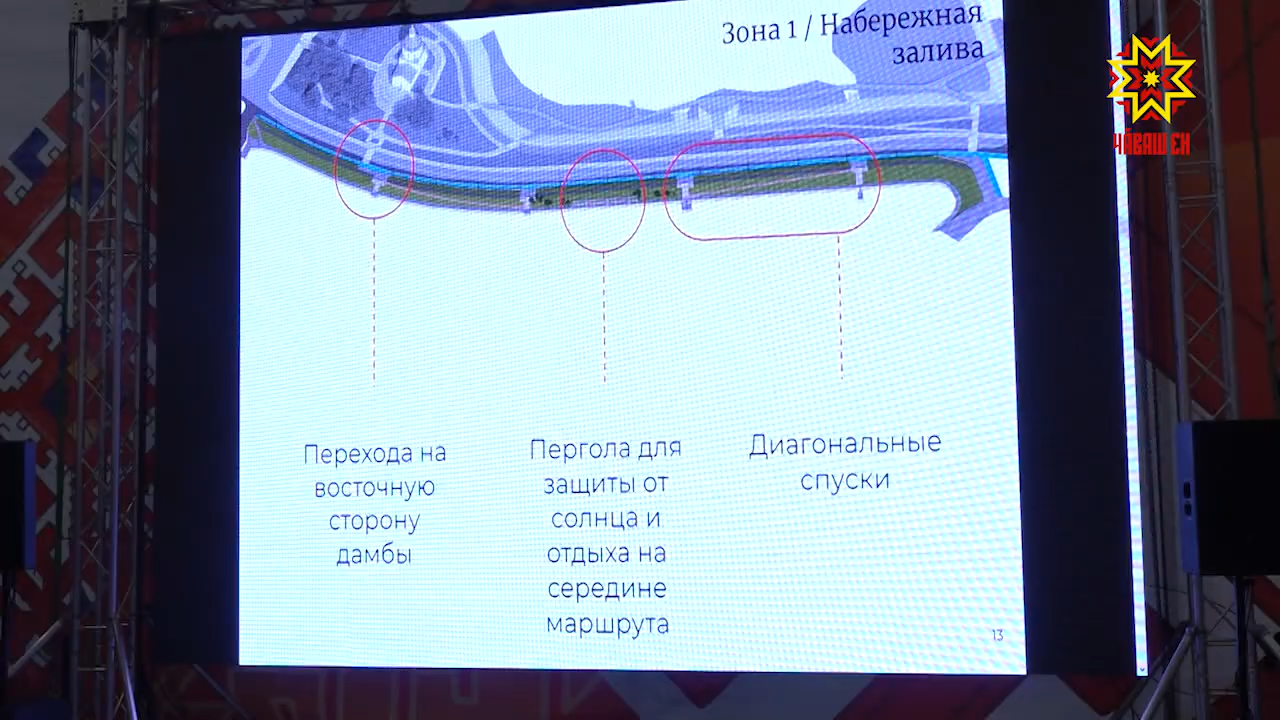 Зона 1 / Набережная
залива
ЧӐВАШ ЕН
Перехода на
восточную
сторону
дамбы
Пергола для
защиты от
солнца и
отдыха на
середине
маршрута
Диагональные
спуски
13